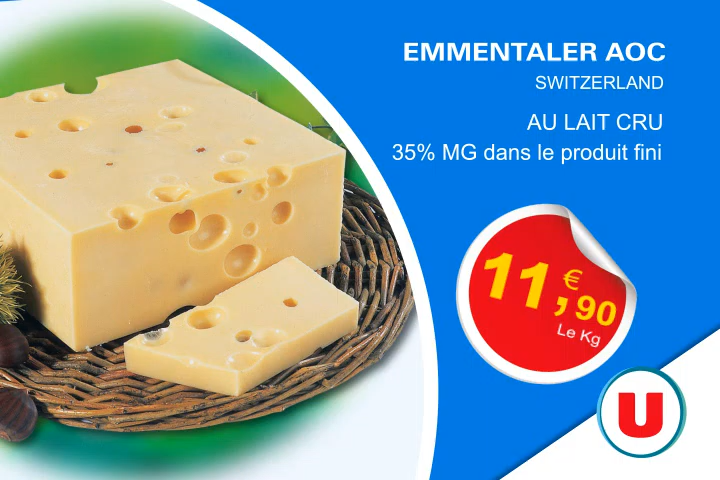 EMMENTALER AOC
SWITZERLAND
AU LAIT CRU
35% MG dans le produit fini
11,€90
Le Kg
U